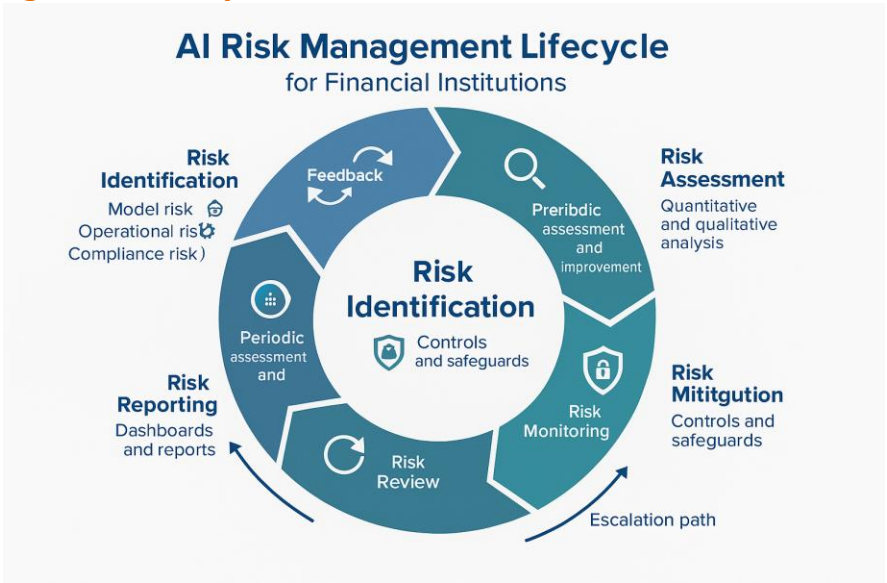 AI Risk Management Lifecycle
for Financial Institutions
Risk
Identification
Model risk
Operational ris
Compliance risk)
Feedback
Preribdic
assessment
and
improvement
Risk
Assessment
Quantitative
and qualitative
analysis
Risk
Identification
Controls
and safeguards
Periodic
assessment
and
Risk
Reporting
Dashboards
and reports
Risk
Monitoring
Risk
Mititgution
Controls and
safeguards
Risk
Review
Escalation path